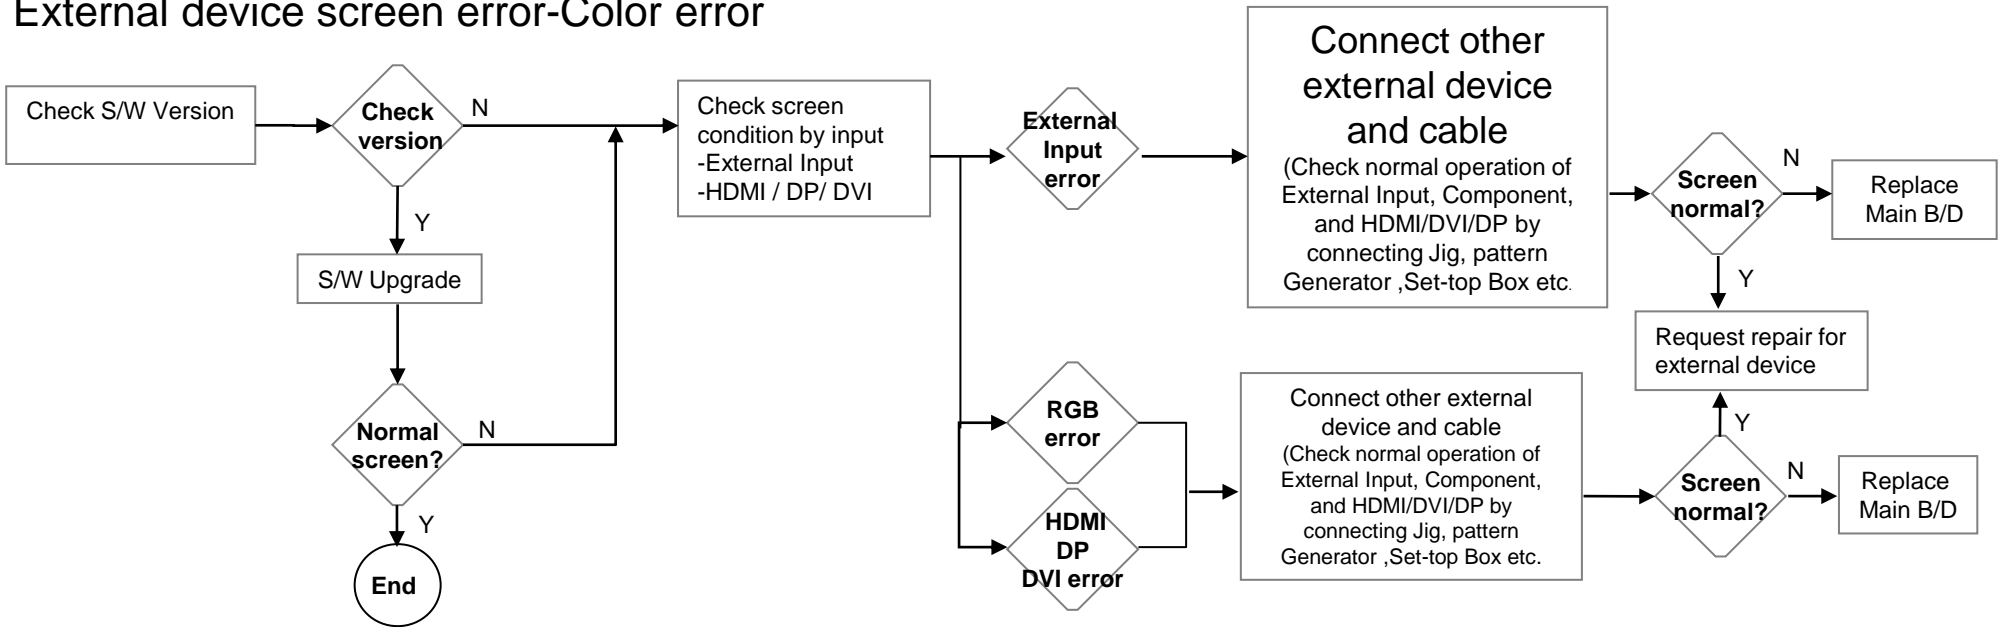 External device screen error-Color error
Check S/W Version
Check
version
N
Y
S/W Upgrade
Normal
screen?
N
Y
End
Check screen
condition by input
-External Input
-HDMI / DP/ DVI
External
Input
error
Connect other
external device
and cable
(Check normal operation of
External Input, Component,
and HDMI/DVI/DP by
connecting Jig, pattern
Generator ,Set-top Box etc.
Screen
normal?
N
Replace
Main B/D
Y
Request repair for
external device
RGB
error
HDMI
DP
DVI error
Connect other external
device and cable
(Check normal operation of
External Input, Component,
and HDMI/DVI/DP by
connecting Jig, pattern
Generator ,Set-top Box etc.
Y
Screen
normal?
N
Replace
Main B/D